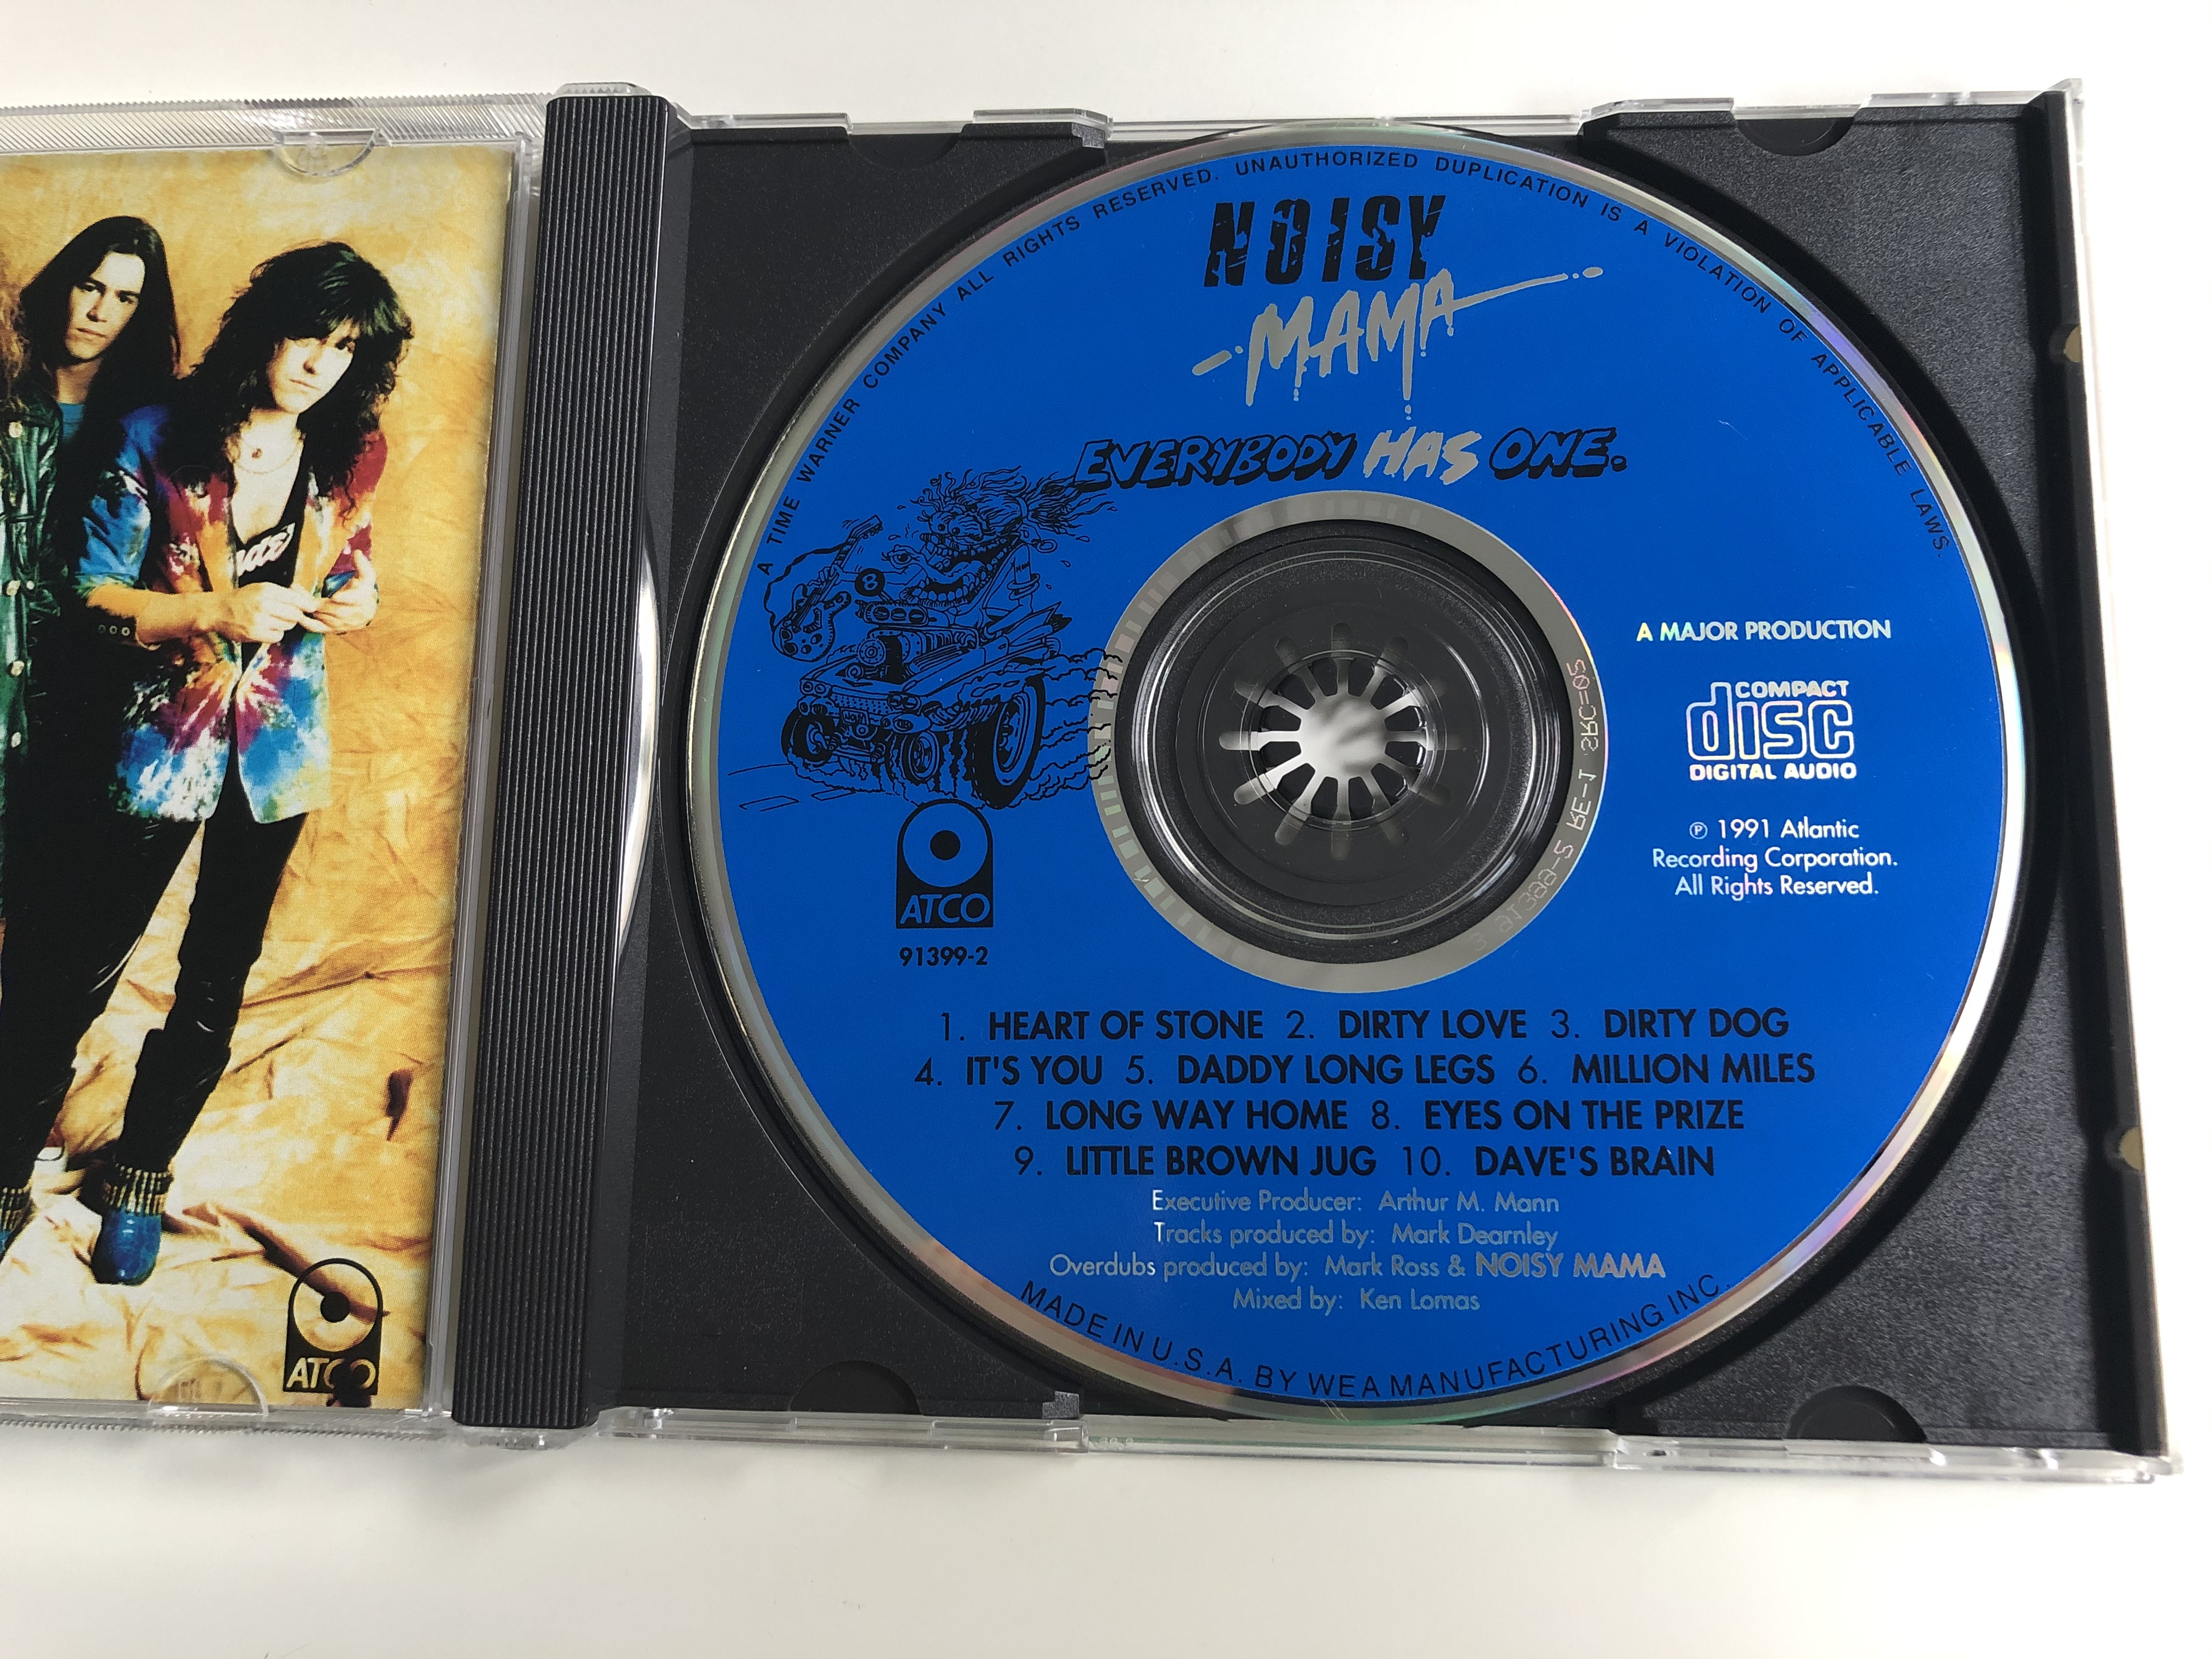 A TIME WARNER COMPANY ALL RIGHTS RESERVED. UNAUTHORIZED DUPLICATION IS A VIOLATION OF APPLICABLE LAWS.
NOISY
MAMA
EVERYBODY HAS ONE.
8
A MAJOR PRODUCTION
COMPACT
disc
DIGITAL AUDIO
℗ 1991 Atlantic
Recording Corporation.
All Rights Reserved.
ATCO
91399-2
1. HEART OF STONE 2. DIRTY LOVE 3. DIRTY DOG
4. IT'S YOU 5. DADDY LONG LEGS 6. MILLION MILES
7. LONG WAY HOME 8. EYES ON THE PRIZE
9. LITTLE BROWN JUG 10. DAVE'S BRAIN
Executive Producer: Arthur M. Mann
Tracks produced by: Mark Dearnley
Overdubs produced by: Mark Ross & NOISY MAMA
Mixed by: Ken Lomas
MADE IN U.S.A. BY WEA MANUFACTURING INC.
ATCO